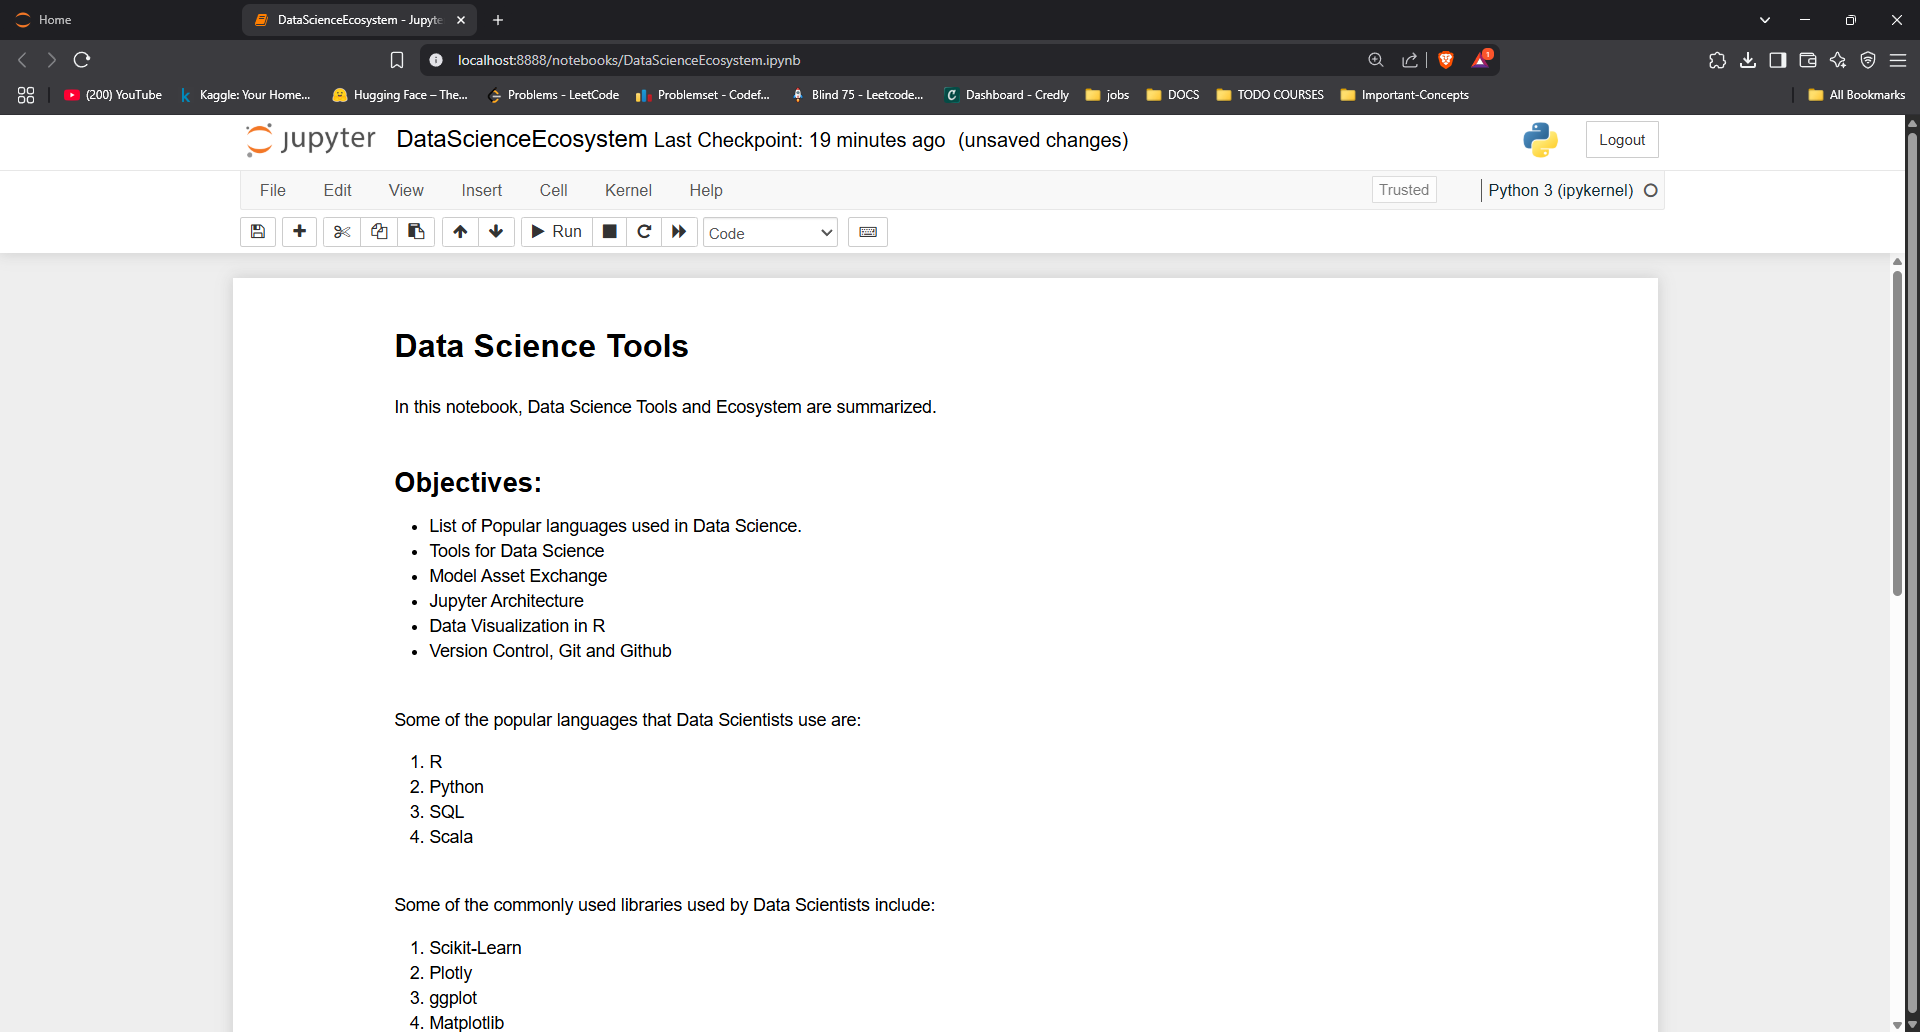 Home
DataScienceEcosystem - Jupyte
localhost:8888/notebooks/DataScienceEcosystem.ipynb
1
(200) YouTube
Kaggle: Your Home...
Hugging Face – The...
Problems - LeetCode
Problemset - Codef...
Blind 75 - Leetcode...
Dashboard - Credly
jobs
DOCS
TODO COURSES
Important-Concepts
All Bookmarks
jupyter DataScienceEcosystem Last Checkpoint: 19 minutes ago (unsaved changes)
Logout
File Edit View Insert Cell Kernel Help
Trusted
Python 3 (ipykernel)
Run
Code
Data Science Tools
In this notebook, Data Science Tools and Ecosystem are summarized.
Objectives:
• List of Popular languages used in Data Science.
• Tools for Data Science
• Model Asset Exchange
• Jupyter Architecture
• Data Visualization in R
• Version Control, Git and Github
Some of the popular languages that Data Scientists use are:
1. R
2. Python
3. SQL
4. Scala
Some of the commonly used libraries used by Data Scientists include:
1. Scikit-Learn
2. Plotly
3. ggplot
4. Matplotlib